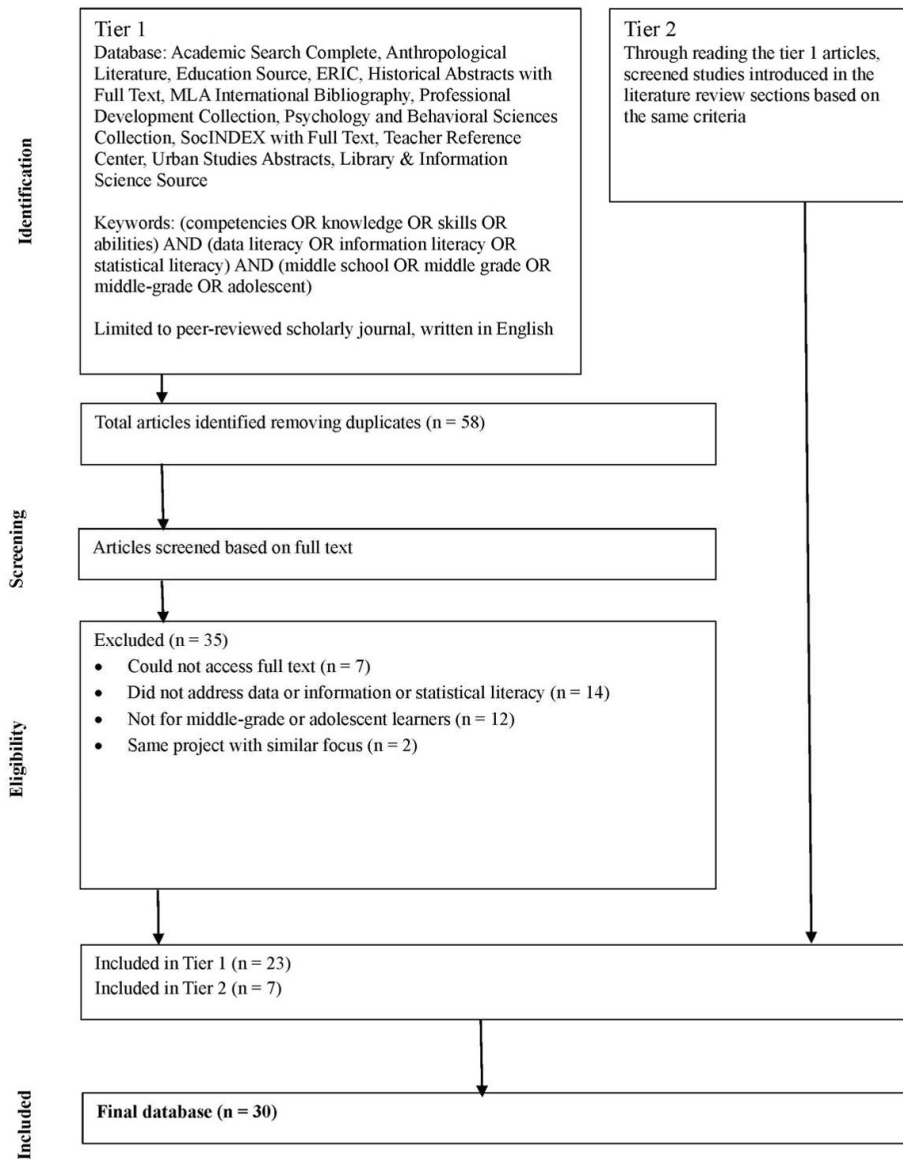 Identification
Tier 1
Database: Academic Search Complete, Anthropological
Literature, Education Source, ERIC, Historical Abstracts with
Full Text, MLA International Bibliography, Professional
Development Collection, Psychology and Behavioral Sciences
Collection, SocINDEX with Full Text, Teacher Reference
Center, Urban Studies Abstracts, Library & Information
Science Source
Keywords: (competencies OR knowledge OR skills OR
abilities) AND (data literacy OR information literacy OR
statistical literacy) AND (middle school OR middle grade OR
middle-grade OR adolescent)
Limited to peer-reviewed scholarly journal, written in English
Tier 2
Through reading the tier 1 articles,
screened studies introduced in the
literature review sections based on
the same criteria
Total articles identified removing duplicates (n = 58)
Screening
Articles screened based on full text
Eligibility
Excluded (n = 35)
• Could not access full text (n = 7)
• Did not address data or information or statistical literacy (n = 14)
• Not for middle-grade or adolescent learners (n = 12)
• Same project with similar focus (n = 2)
Included in Tier 1 (n = 23)
Included in Tier 2 (n = 7)
Included
Final database (n = 30)